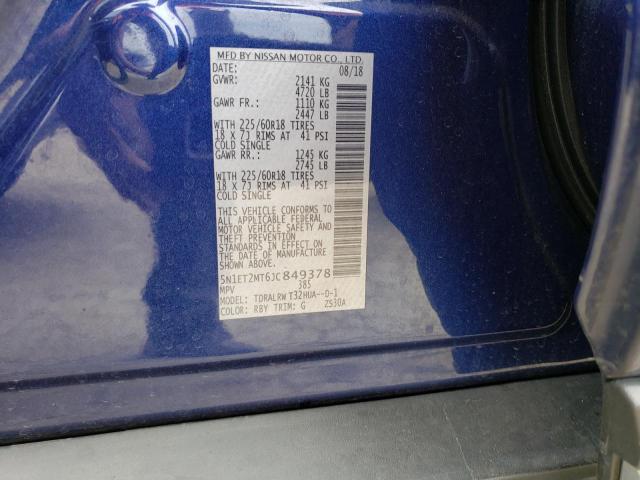 MFD BY NISSAN MOTOR CO., LTD.
DATE: 08/18
GVWR: 2141 KG
4720 LB
GAWR FR.: 1110 KG
2447 LB
WITH 225/60R18 TIRES
18 X 7J RIMS AT 41 PSI
COLD SINGLE
GAWR RR.: 1245 KG
2745 LB
WITH 225/60R18 TIRES
18 X 7J RIMS AT 41 PSI
COLD SINGLE
THIS VEHICLE CONFORMS TO
ALL APPLICABLE FEDERAL
MOTOR VEHICLE SAFETY AND
THEFT PREVENTION
STANDARDS IN EFFECT ON
THE DATE OF MANUFACTURE
SHOWN ABOVE.
5N1ET2MT6JC849378
MPV 385
MODEL: TDRALRW T32HUA--D-1
COLOR: RBY TRIM: G ZS30A